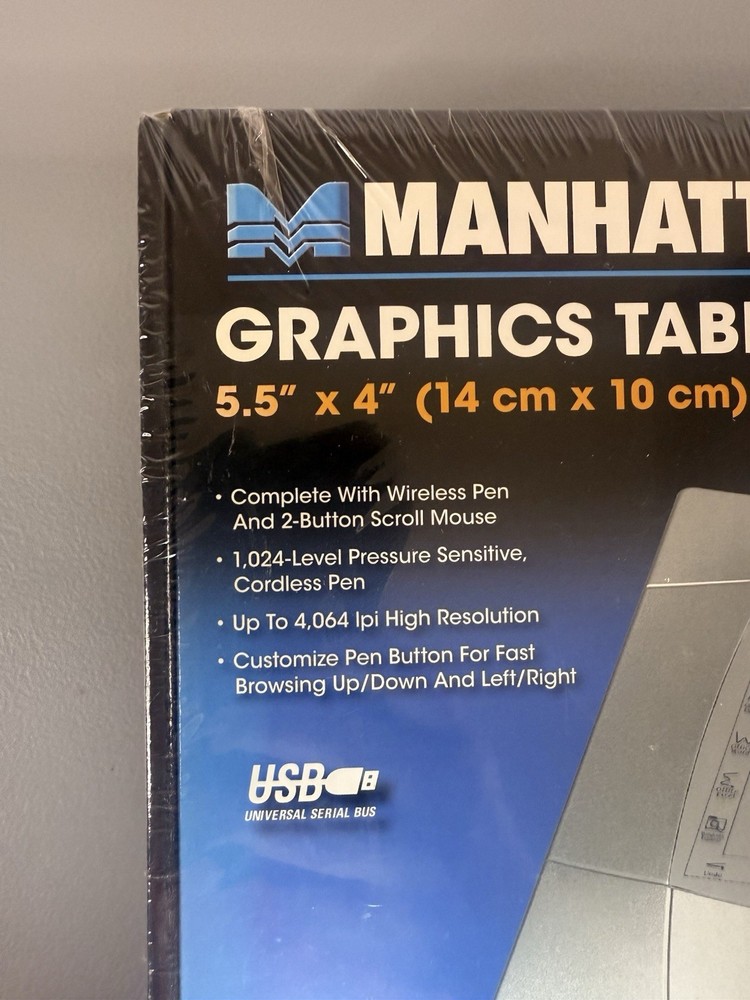 MANHATT
GRAPHICS TABL
5.5" x 4" (14 cm x 10 cm)
• Complete With Wireless Pen
And 2-Button Scroll Mouse
• 1,024-Level Pressure Sensitive,
Cordless Pen
• Up To 4,064 lpi High Resolution
• Customize Pen Button For Fast
Browsing Up/Down And Left/Right
USB
UNIVERSAL SERIAL BUS